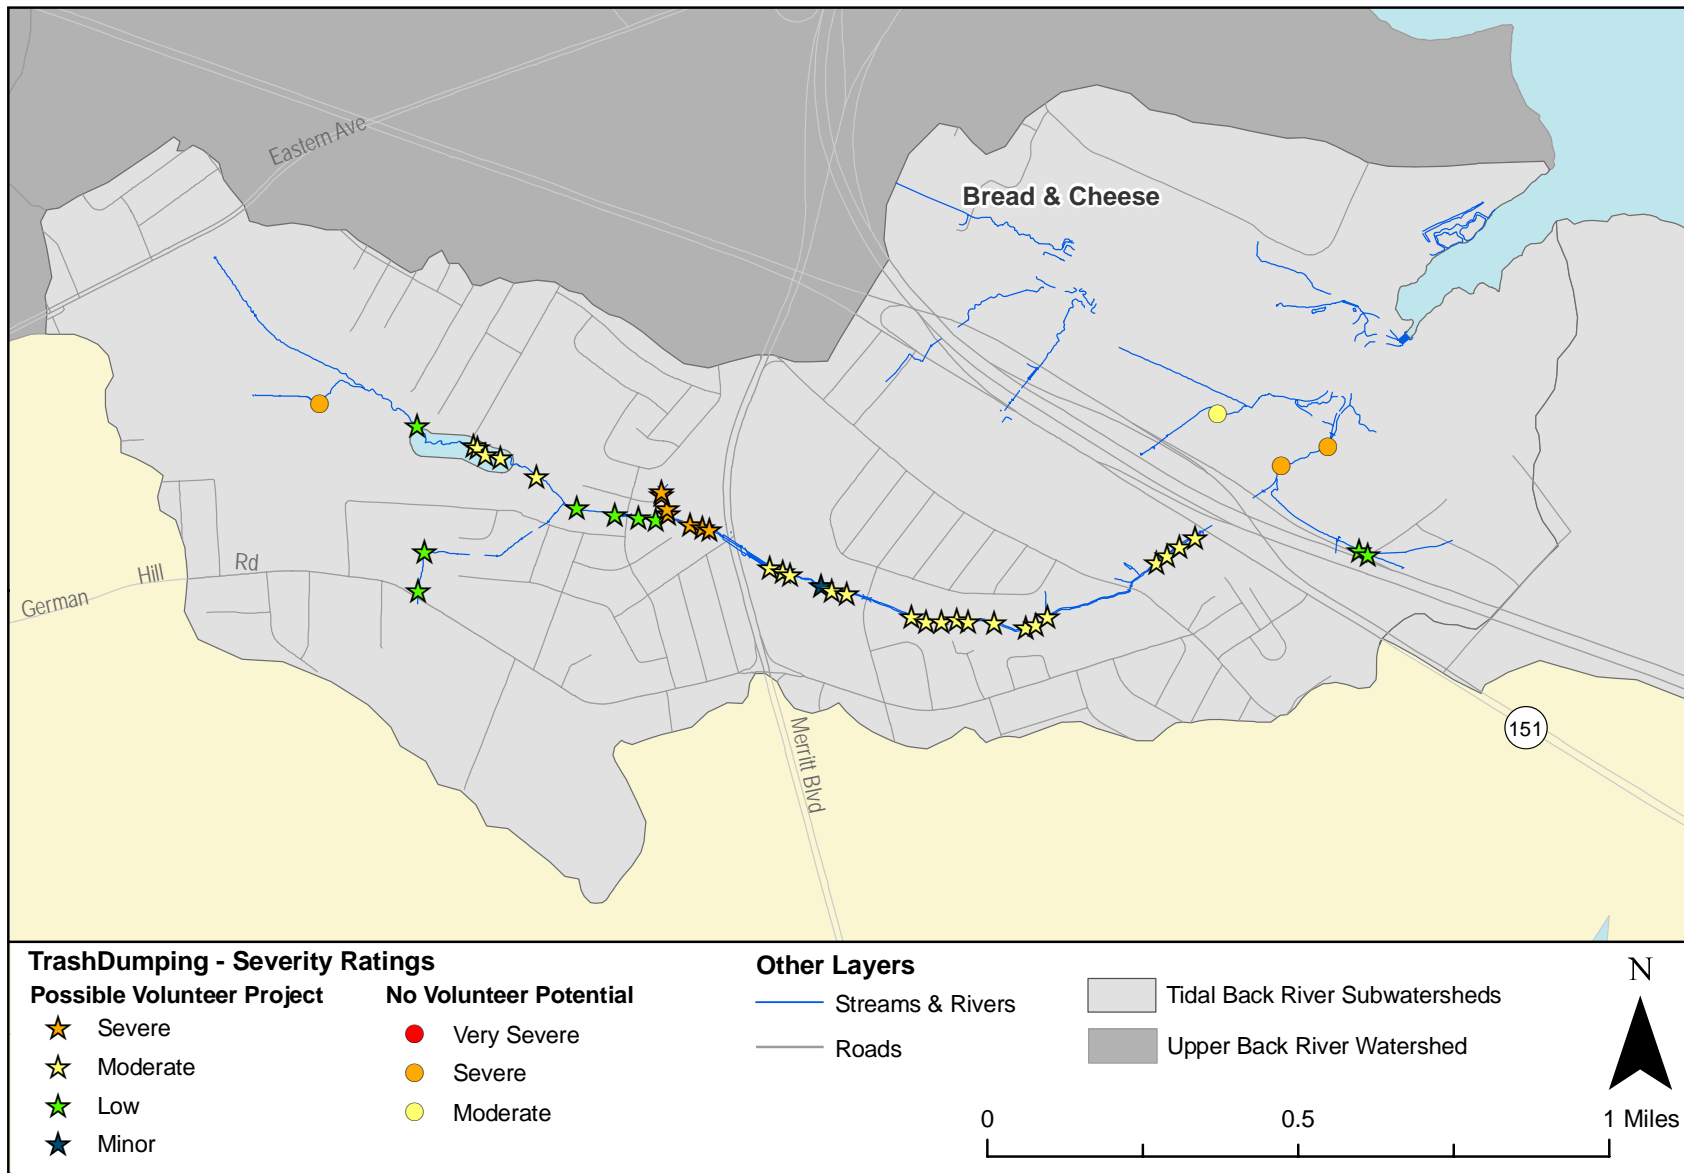 Eastern Ave
Bread & Cheese
German Hill Rd
Merritt Blvd
151
TrashDumping - Severity Ratings
Possible Volunteer Project
Severe
Moderate
Low
Minor
No Volunteer Potential
Very Severe
Severe
Moderate
Other Layers
Streams & Rivers
Roads
Tidal Back River Subwatersheds
Upper Back River Watershed
N
0 0.5 1 Miles